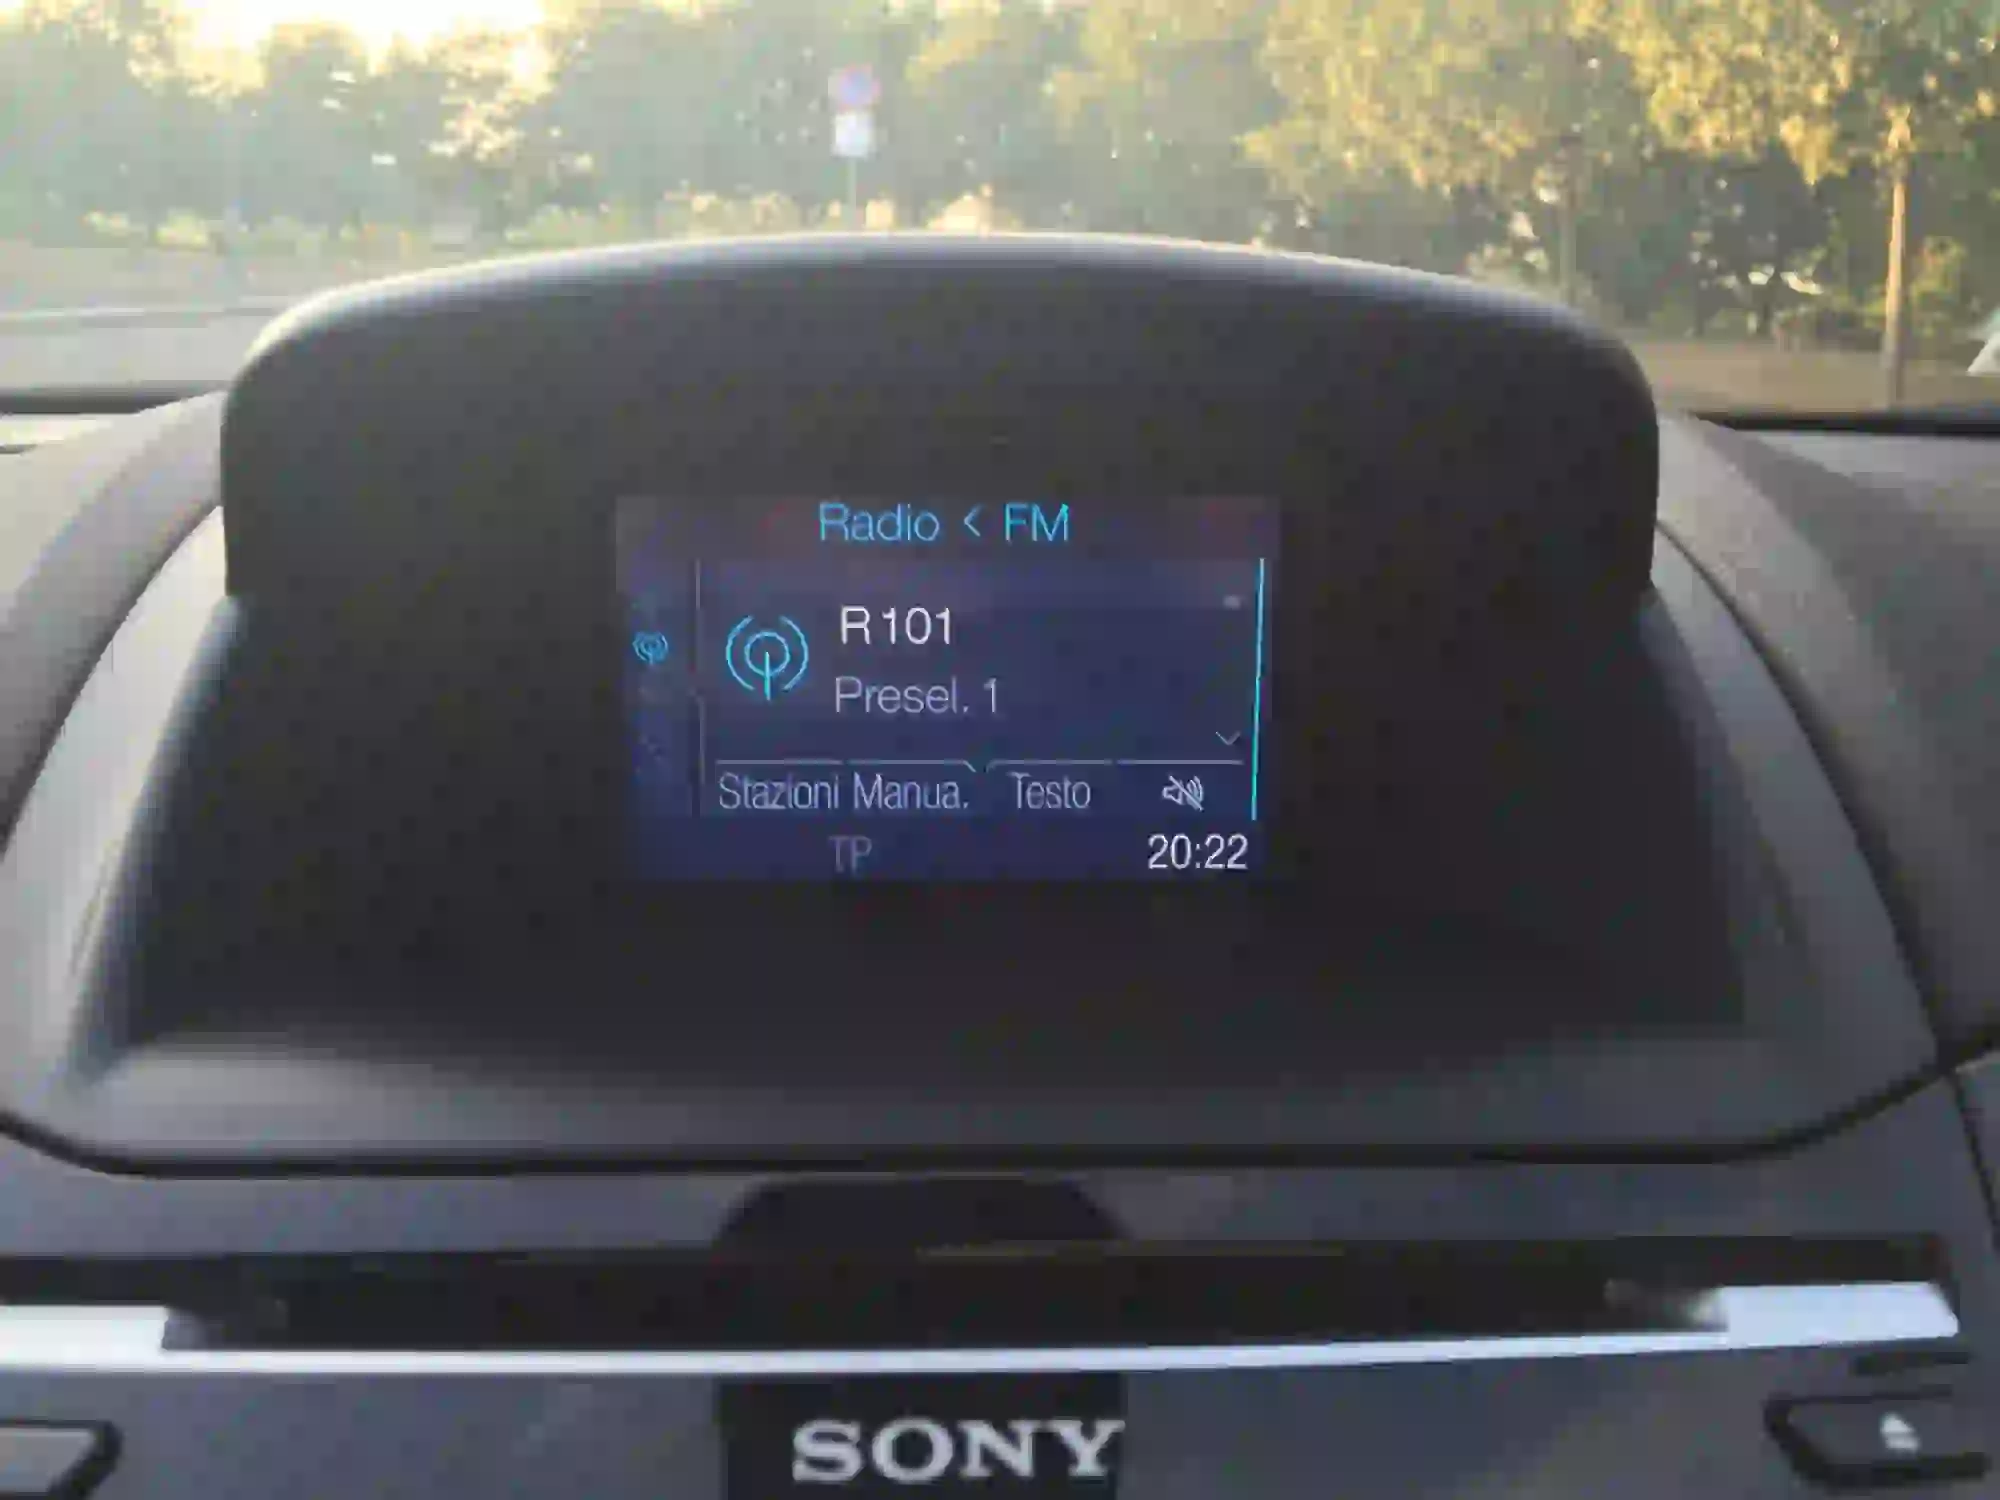 Radio < FM
R101
Presel. 1
Stazioni Manua. Testo
TP 20:22
SONY